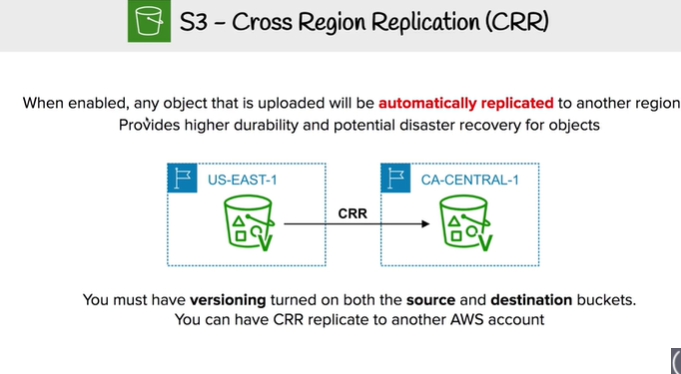 S3 – Cross Region Replication (CRR)
When enabled, any object that is uploaded will be automatically replicated to another region
Provides higher durability and potential disaster recovery for objects
US-EAST-1
CA-CENTRAL-1
CRR
V
V
You must have versioning turned on both the source and destination buckets.
You can have CRR replicate to another AWS account